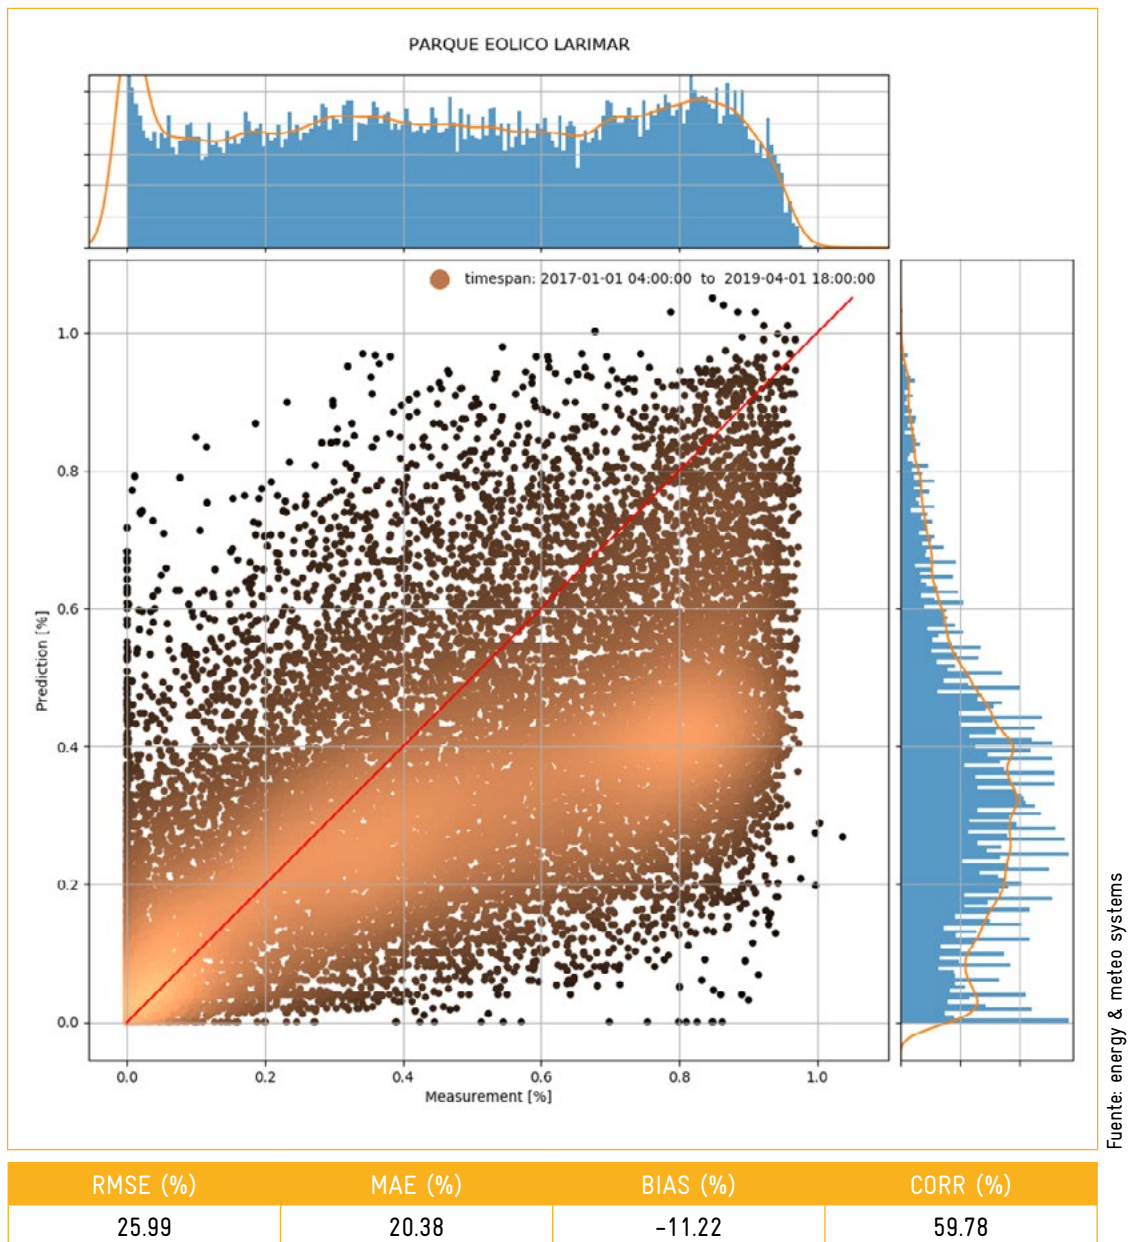 PARQUE EOLICO LARIMAR
timespan: 2017-01-01 04:00:00 to 2019-04-01 18:00:00
1.0
0.8
0.6
0.4
0.2
0.0
Prediction [%]
0.0 0.2 0.4 0.6 0.8 1.0
Measurement [%]
Fuente: energy & meteo systems
RMSE (%) MAE (%) BIAS (%) CORR (%)
25.99 20.38 -11.22 59.78